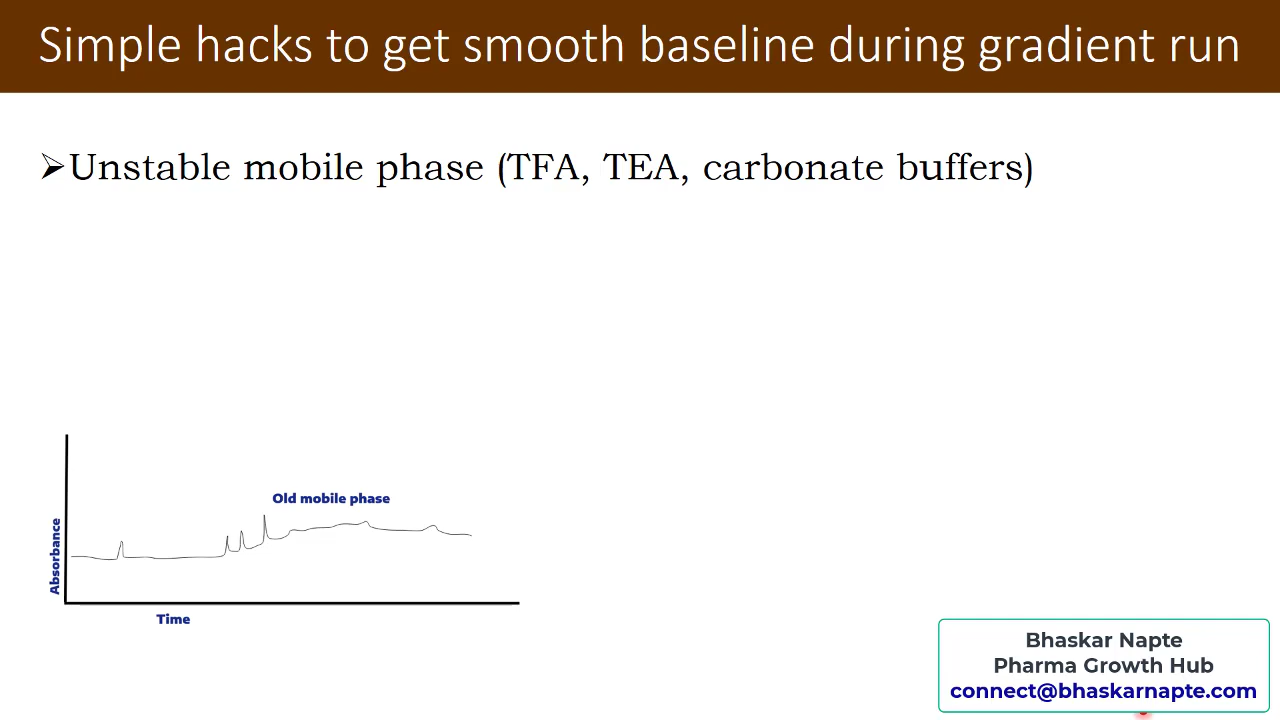 Simple hacks to get smooth baseline during gradient run
➢Unstable mobile phase (TFA, TEA, carbonate buffers)
Old mobile phase
Absorbance
Time
Bhaskar Napte
Pharma Growth Hub
connect@bhaskarnapte.com